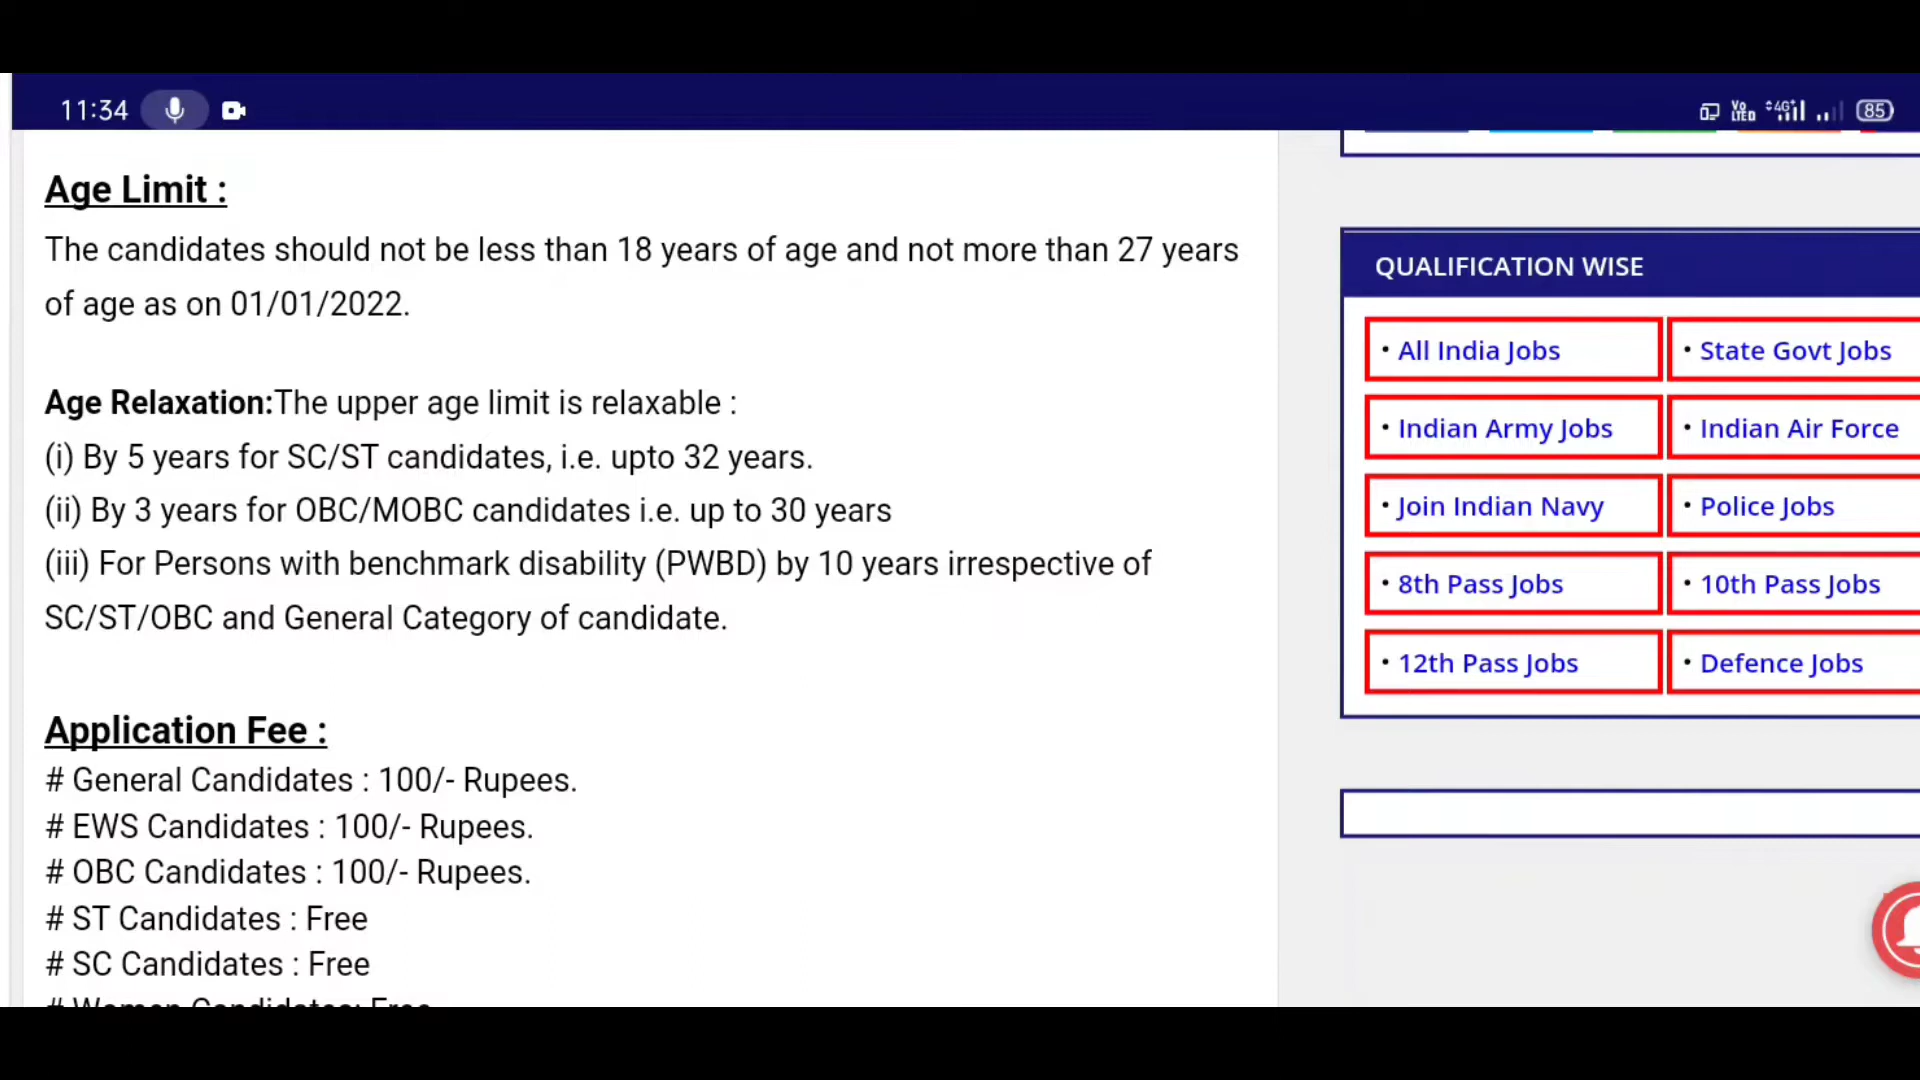 11:34
Vo LTED 4G+ 85
Age Limit :
The candidates should not be less than 18 years of age and not more than 27 years
of age as on 01/01/2022.
Age Relaxation:The upper age limit is relaxable :
(i) By 5 years for SC/ST candidates, i.e. upto 32 years.
(ii) By 3 years for OBC/MOBC candidates i.e. up to 30 years
(iii) For Persons with benchmark disability (PWBD) by 10 years irrespective of
SC/ST/OBC and General Category of candidate.
Application Fee :
# General Candidates : 100/- Rupees.
# EWS Candidates : 100/- Rupees.
# OBC Candidates : 100/- Rupees.
# ST Candidates : Free
# SC Candidates : Free
# Women Candidates: Free
QUALIFICATION WISE
• All India Jobs
• State Govt Jobs
• Indian Army Jobs
• Indian Air Force
• Join Indian Navy
• Police Jobs
• 8th Pass Jobs
• 10th Pass Jobs
• 12th Pass Jobs
• Defence Jobs